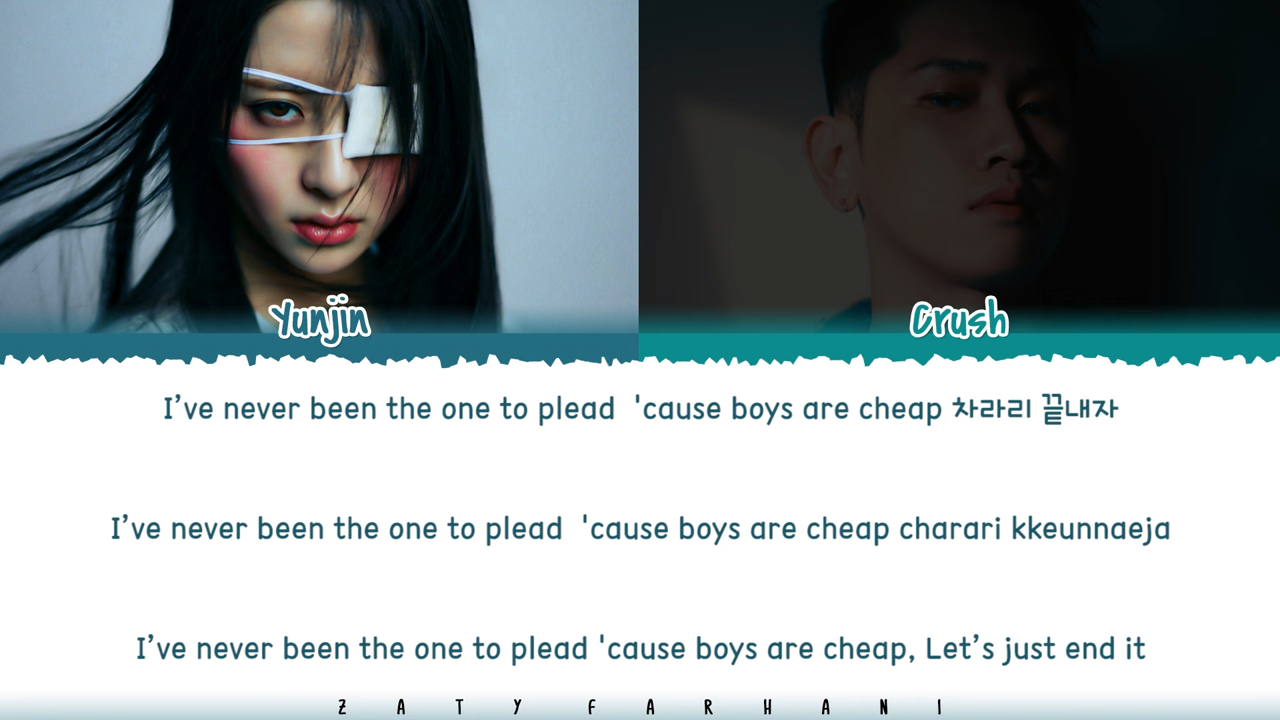 Yunjin
Crush
I’ve never been the one to plead  'cause boys are cheap 차라리 끝내자
I’ve never been the one to plead  'cause boys are cheap charari kkeunnaeja
I’ve never been the one to plead 'cause boys are cheap, Let’s just end it
ZATY FARHANI